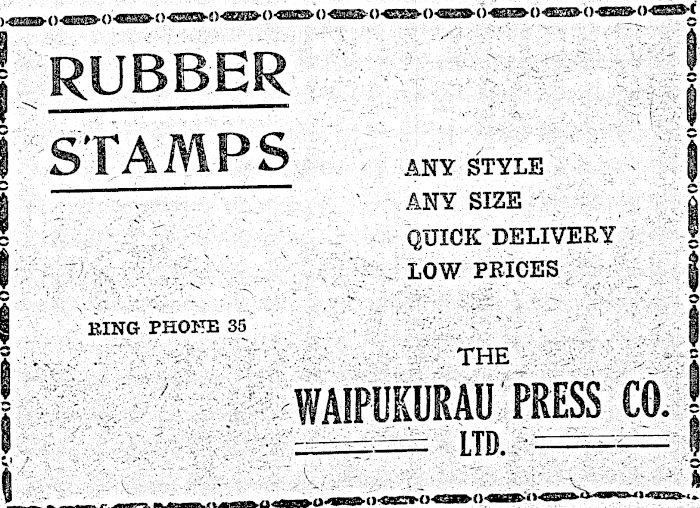 RUBBER
STAMPS
ANY STYLE
ANY SIZE
QUICK DELIVERY
LOW PRICES
RING PHONE 35
THE
WAIPUKURAU PRESS CO.
LTD.